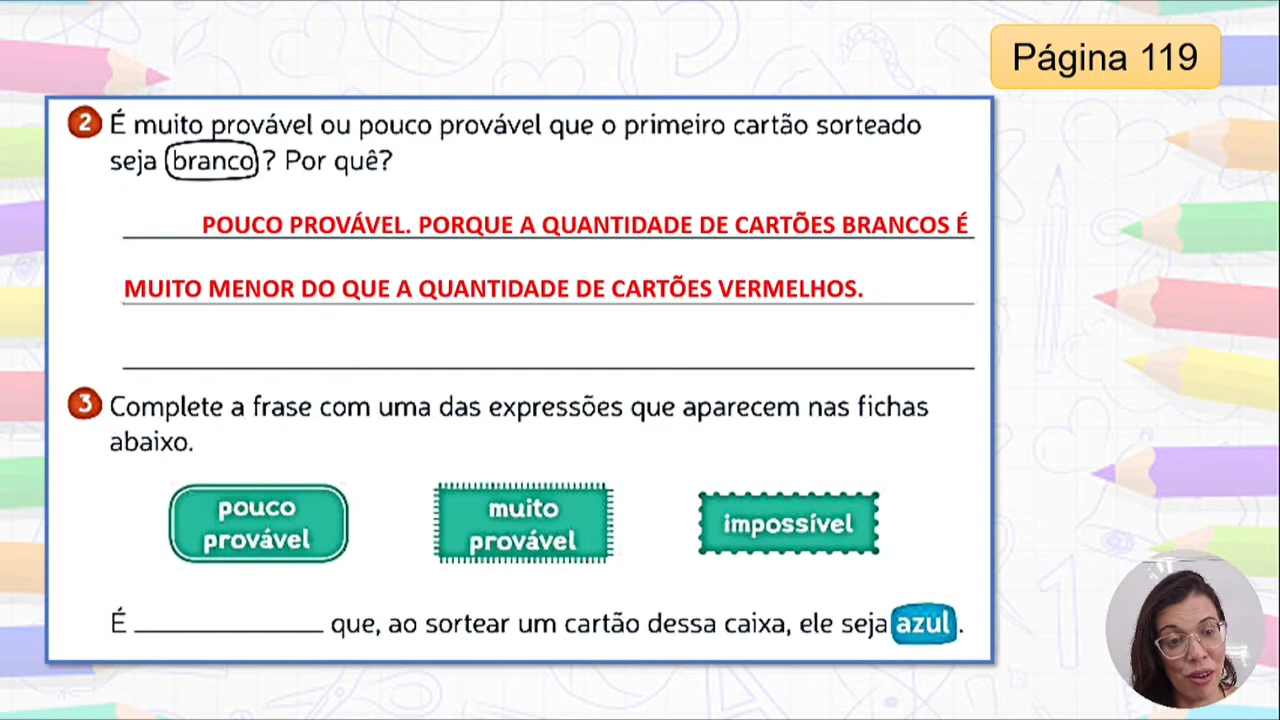 Página 119
2 É muito provável ou pouco provável que o primeiro cartão sorteado
seja branco? Por quê?
POUCO PROVÁVEL. PORQUE A QUANTIDADE DE CARTÕES BRANCOS É
MUITO MENOR DO QUE A QUANTIDADE DE CARTÕES VERMELHOS.
3 Complete a frase com uma das expressões que aparecem nas fichas
abaixo.
pouco
provável
muito
provável
impossível
É ______________ que, ao sortear um cartão dessa caixa, ele seja azul.